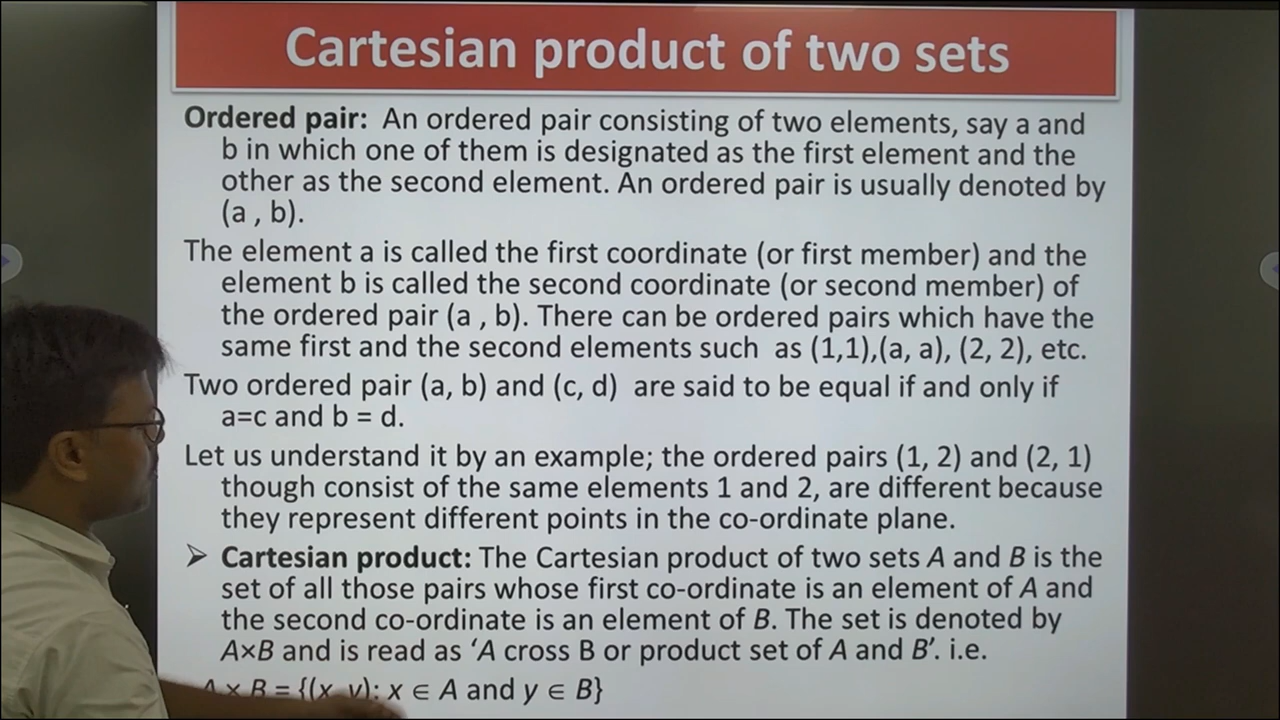 Cartesian product of two sets
Ordered pair: An ordered pair consisting of two elements, say a and
b in which one of them is designated as the first element and the
other as the second element. An ordered pair is usually denoted by
(a , b).
The element a is called the first coordinate (or first member) and the
element b is called the second coordinate (or second member) of
the ordered pair (a , b). There can be ordered pairs which have the
same first and the second elements such as (1,1),(a, a), (2, 2), etc.
Two ordered pair (a, b) and (c, d) are said to be equal if and only if
a=c and b = d.
Let us understand it by an example; the ordered pairs (1, 2) and (2, 1)
though consist of the same elements 1 and 2, are different because
they represent different points in the co-ordinate plane.
➢ Cartesian product: The Cartesian product of two sets A and B is the
set of all those pairs whose first co-ordinate is an element of A and
the second co-ordinate is an element of B. The set is denoted by
A×B and is read as ‘A cross B or product set of A and B’. i.e.
A × B = {(x, y): x ∈ A and y ∈ B}